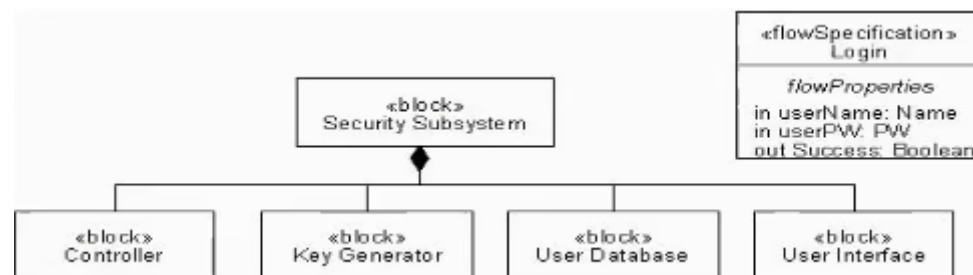 «flowSpecification»
Login
flowProperties
in userName: Name
in userPW: PW
out Success: Boolean
«block»
Security Subsystem
«block»
Controller
«block»
Key Generator
«block»
User Database
«block»
User Interface